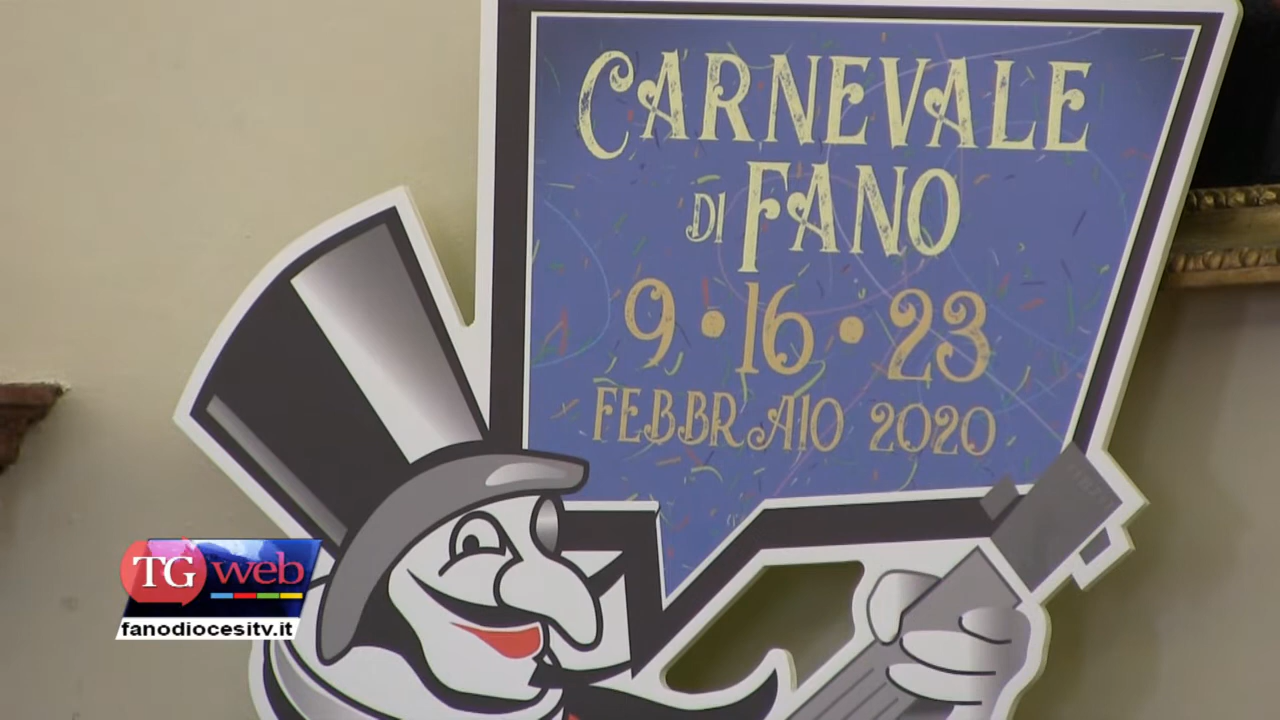 CARNEVALE
DI FANO
9 • 16 • 23
FEBBRAIO 2020
TG web
fanodiocesitv.it